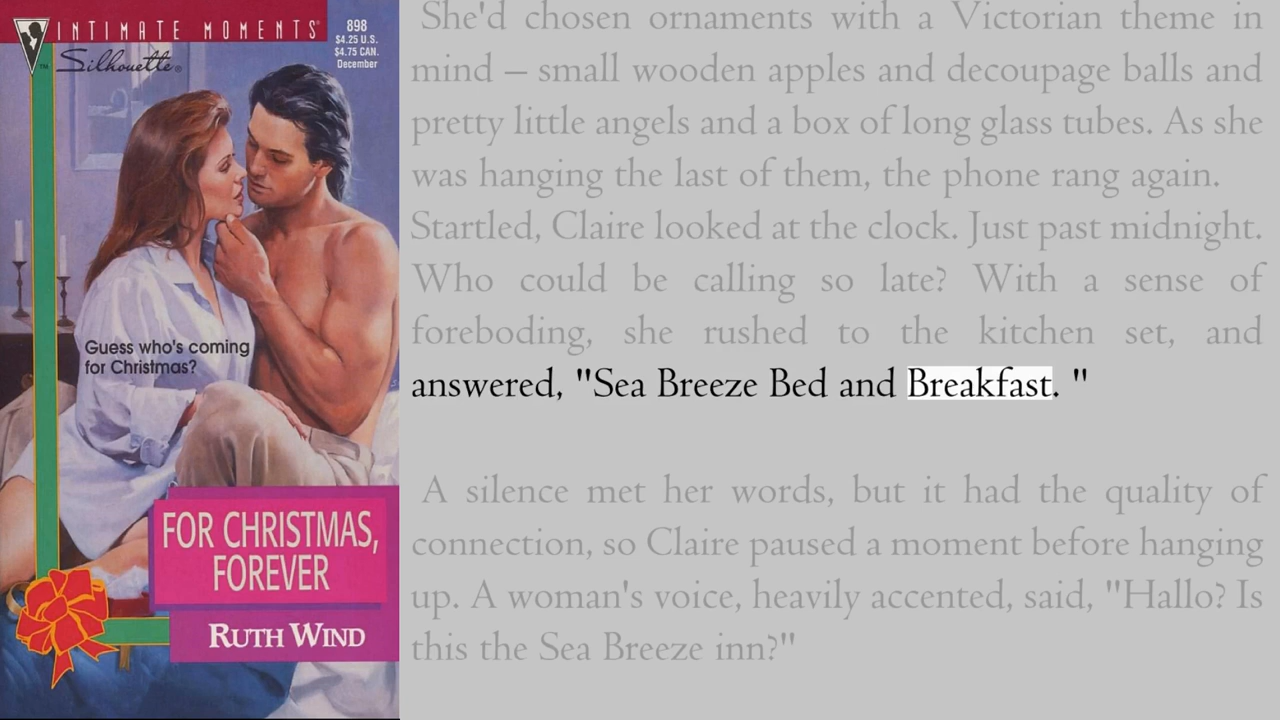 INTIMATE MOMENTS®
Silhouette®
TM
898
$4.25 U.S.
$4.75 CAN.
December
Guess who's coming
for Christmas?
FOR CHRISTMAS,
FOREVER
RUTH WIND
She'd chosen ornaments with a Victorian theme in
mind – small wooden apples and decoupage balls and
pretty little angels and a box of long glass tubes. As she
was hanging the last of them, the phone rang again.
Startled, Claire looked at the clock. Just past midnight.
Who could be calling so late? With a sense of
foreboding, she rushed to the kitchen set, and
answered, "Sea Breeze Bed and Breakfast. "
A silence met her words, but it had the quality of
connection, so Claire paused a moment before hanging
up. A woman's voice, heavily accented, said, "Hallo? Is
this the Sea Breeze inn?"